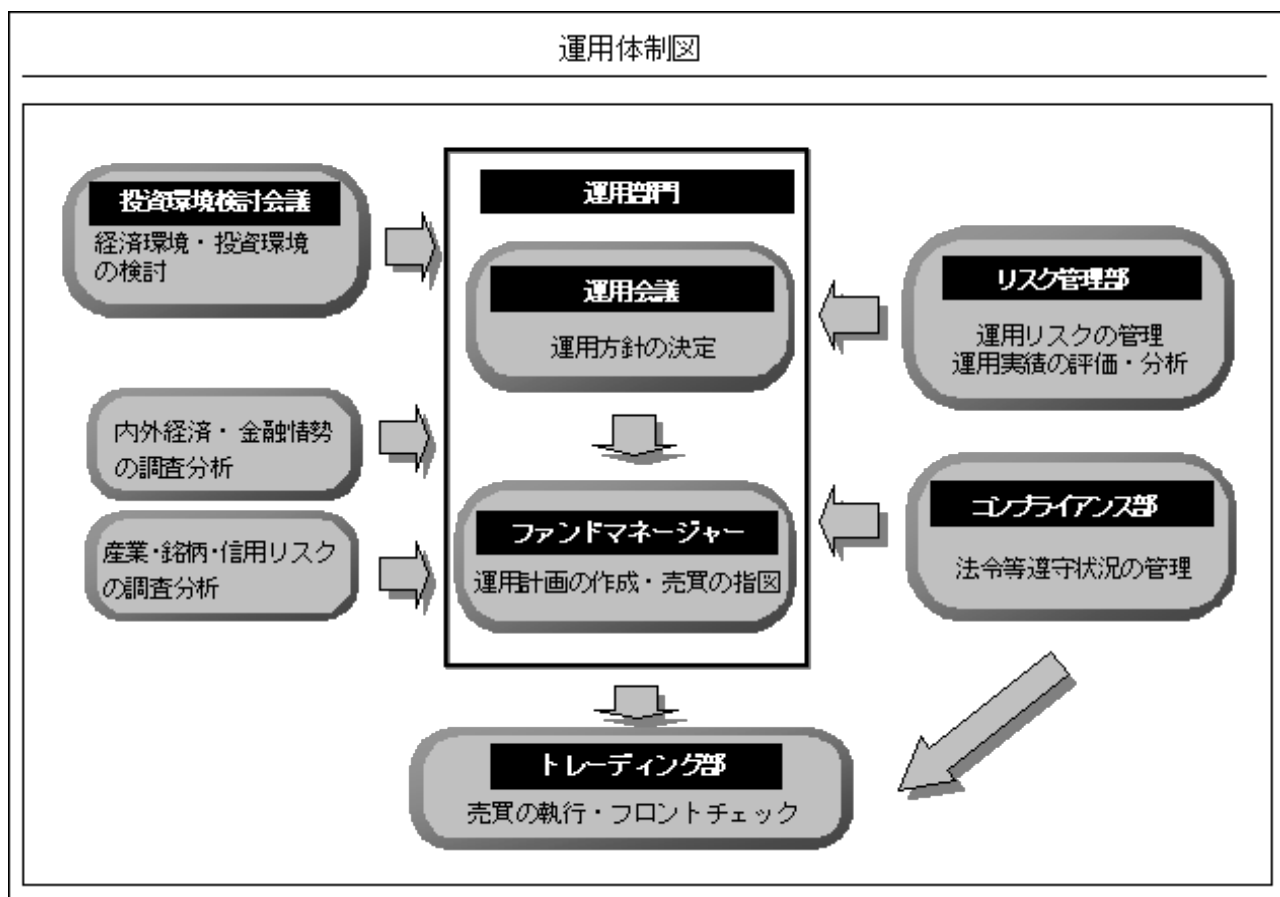 運用体制図
投資環境検討会議
経済環境・投資環境
の検討
内外経済・金融情勢
の調査分析
産業・銘柄・信用リスク
の調査分析
運用部門
運用会議
運用方針の決定
ファンドマネージャー
運用計画の作成・売買の指図
リスク管理部
運用リスクの管理
運用実績の評価・分析
コンプライアンス部
法令等遵守状況の管理
トレーディング部
売買の執行・フロントチェック